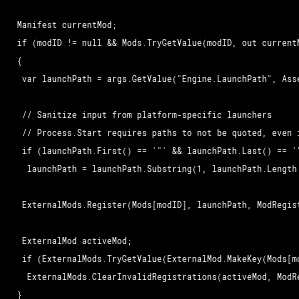 Manifest currentMod;
if (modID != null && Mods.TryGetValue(modID, out currentM
{
var launchPath = args.GetValue("Engine.LaunchPath", Asse
// Sanitize input from platform-specific launchers
// Process.Start requires paths to not be quoted, even i
if (launchPath.First() == '"' && launchPath.Last() == '"
launchPath = launchPath.Substring(1, launchPath.Length
ExternalMods.Register(Mods[modID], launchPath, ModRegist
ExternalMod activeMod;
if (ExternalMods.TryGetValue(ExternalMod.MakeKey(Mods[mo
ExternalMods.ClearInvalidRegistrations(activeMod, ModRe
}